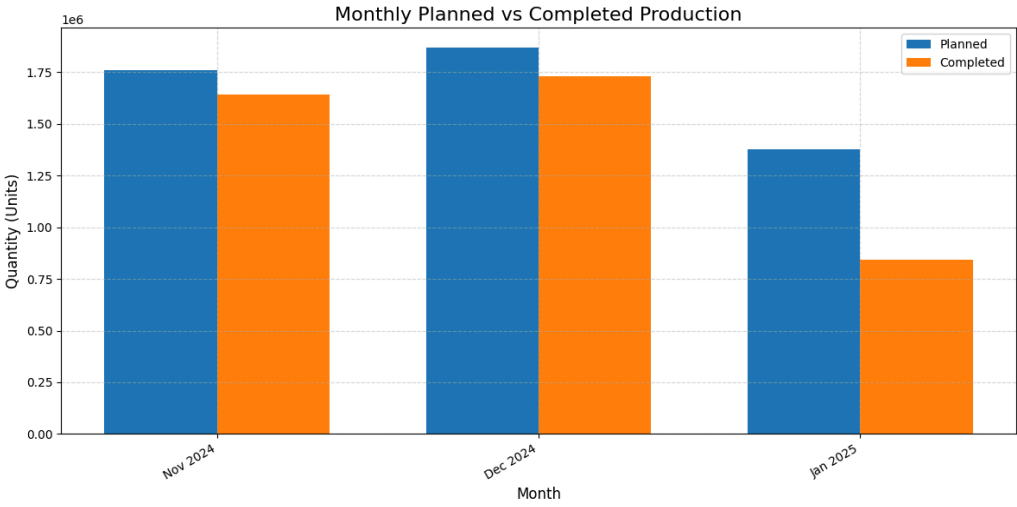 Monthly Planned vs Completed Production
1e6
Planned
Completed
1.75
1.50
1.25
1.00
0.75
0.50
0.25
0.00
Quantity (Units)
Nov 2024
Dec 2024
Jan 2025
Month